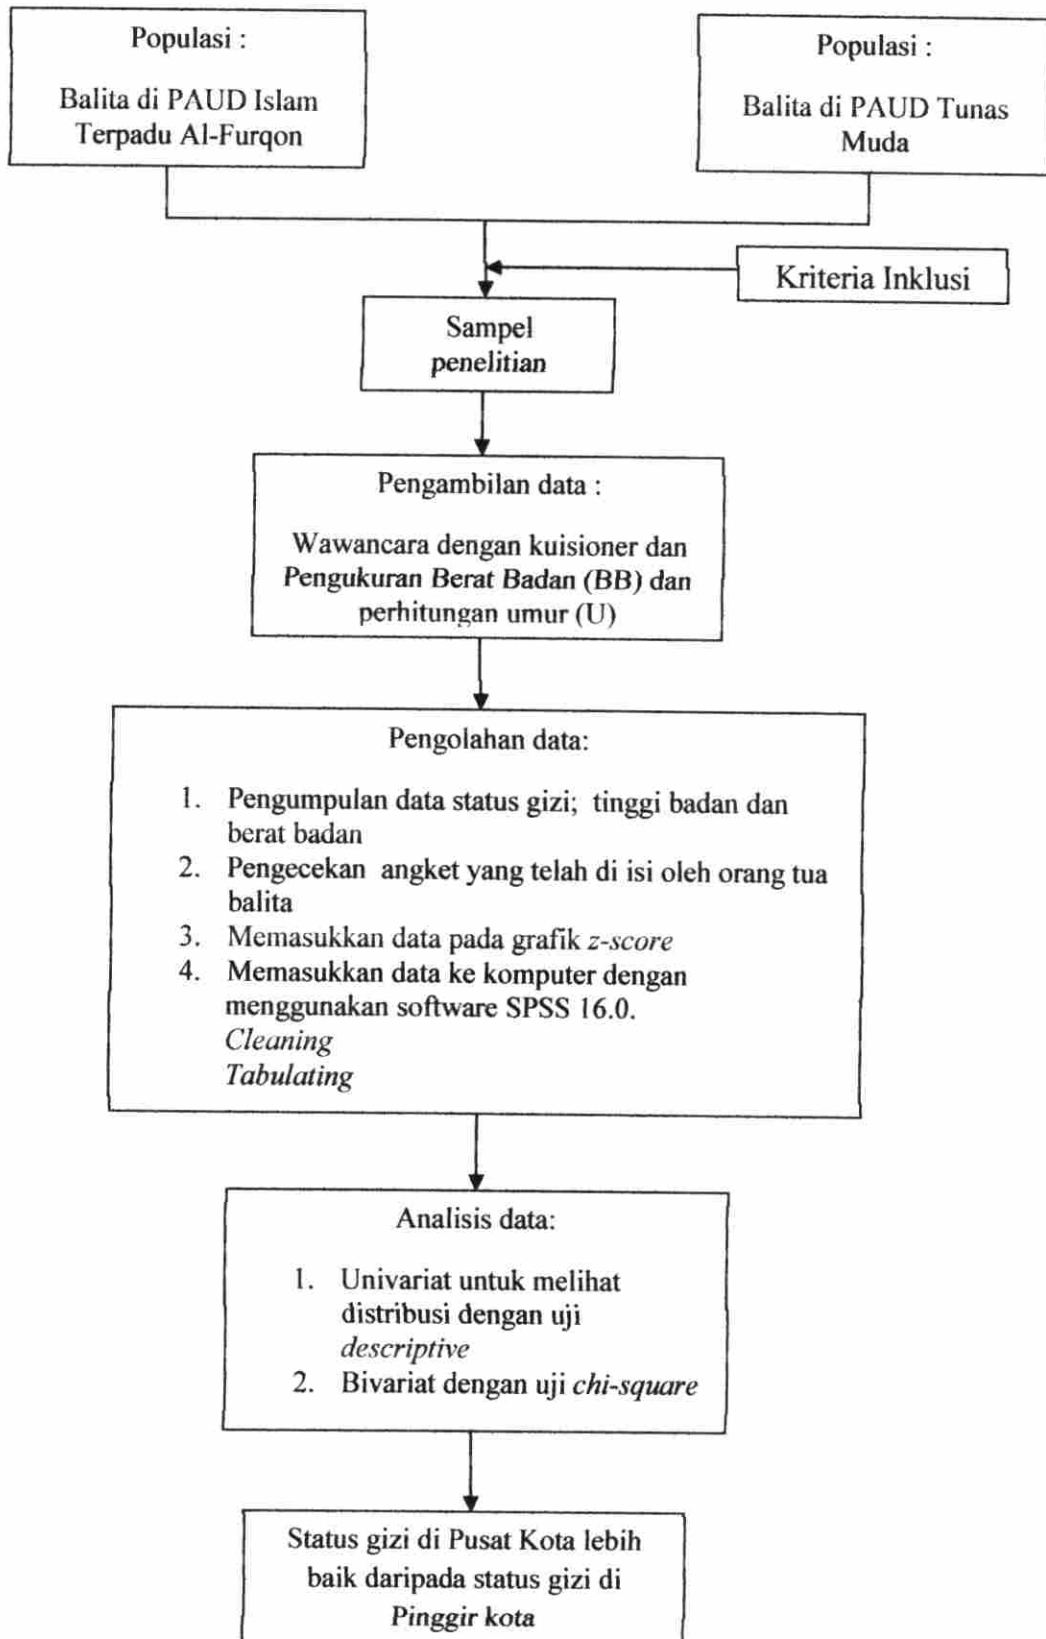 Populasi :
Balita di PAUD Islam
Terpadu Al-Furqon
Populasi :
Balita di PAUD Tunas
Muda
Kriteria Inklusi
Sampel
penelitian
Pengambilan data :
Wawancara dengan kuisioner dan
Pengukuran Berat Badan (BB) dan
perhitungan umur (U)
Pengolahan data:
1. Pengumpulan data status gizi; tinggi badan dan
berat badan
2. Pengecekan angket yang telah di isi oleh orang tua
balita
3. Memasukkan data pada grafik z-score
4. Memasukkan data ke komputer dengan
menggunakan software SPSS 16.0.
Cleaning
Tabulating
Analisis data:
1. Univariat untuk melihat
distribusi dengan uji
descriptive
2. Bivariat dengan uji chi-square
Status gizi di Pusat Kota lebih
baik daripada status gizi di
Pinggir kota